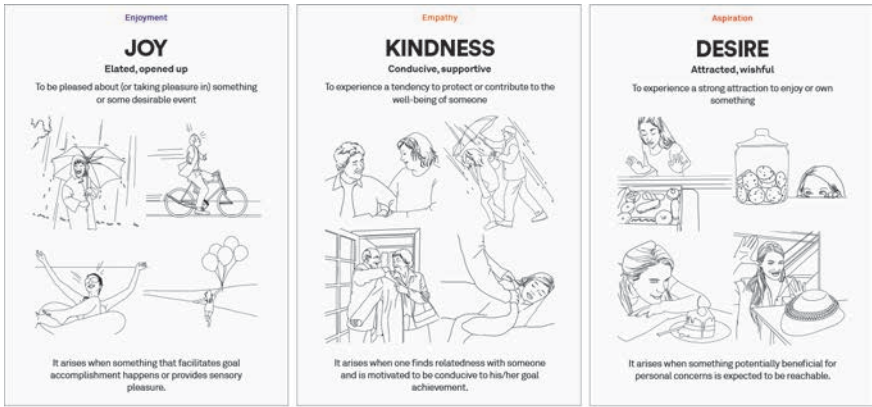 Enjoyment
JOY
Elated, opened up
To be pleased about (or taking pleasure in) something
or some desirable event
It arises when something that facilitates goal
accomplishment happens or provides sensory
pleasure.
Empathy
KINDNESS
Conducive, supportive
To experience a tendency to protect or contribute to the
well-being of someone
It arises when one finds relatedness with someone
and is motivated to be conducive to his/her goal
achievement.
Aspiration
DESIRE
Attracted, wishful
To experience a strong attraction to enjoy or own
something
It arises when something potentially beneficial for
personal concerns is expected to be reachable.